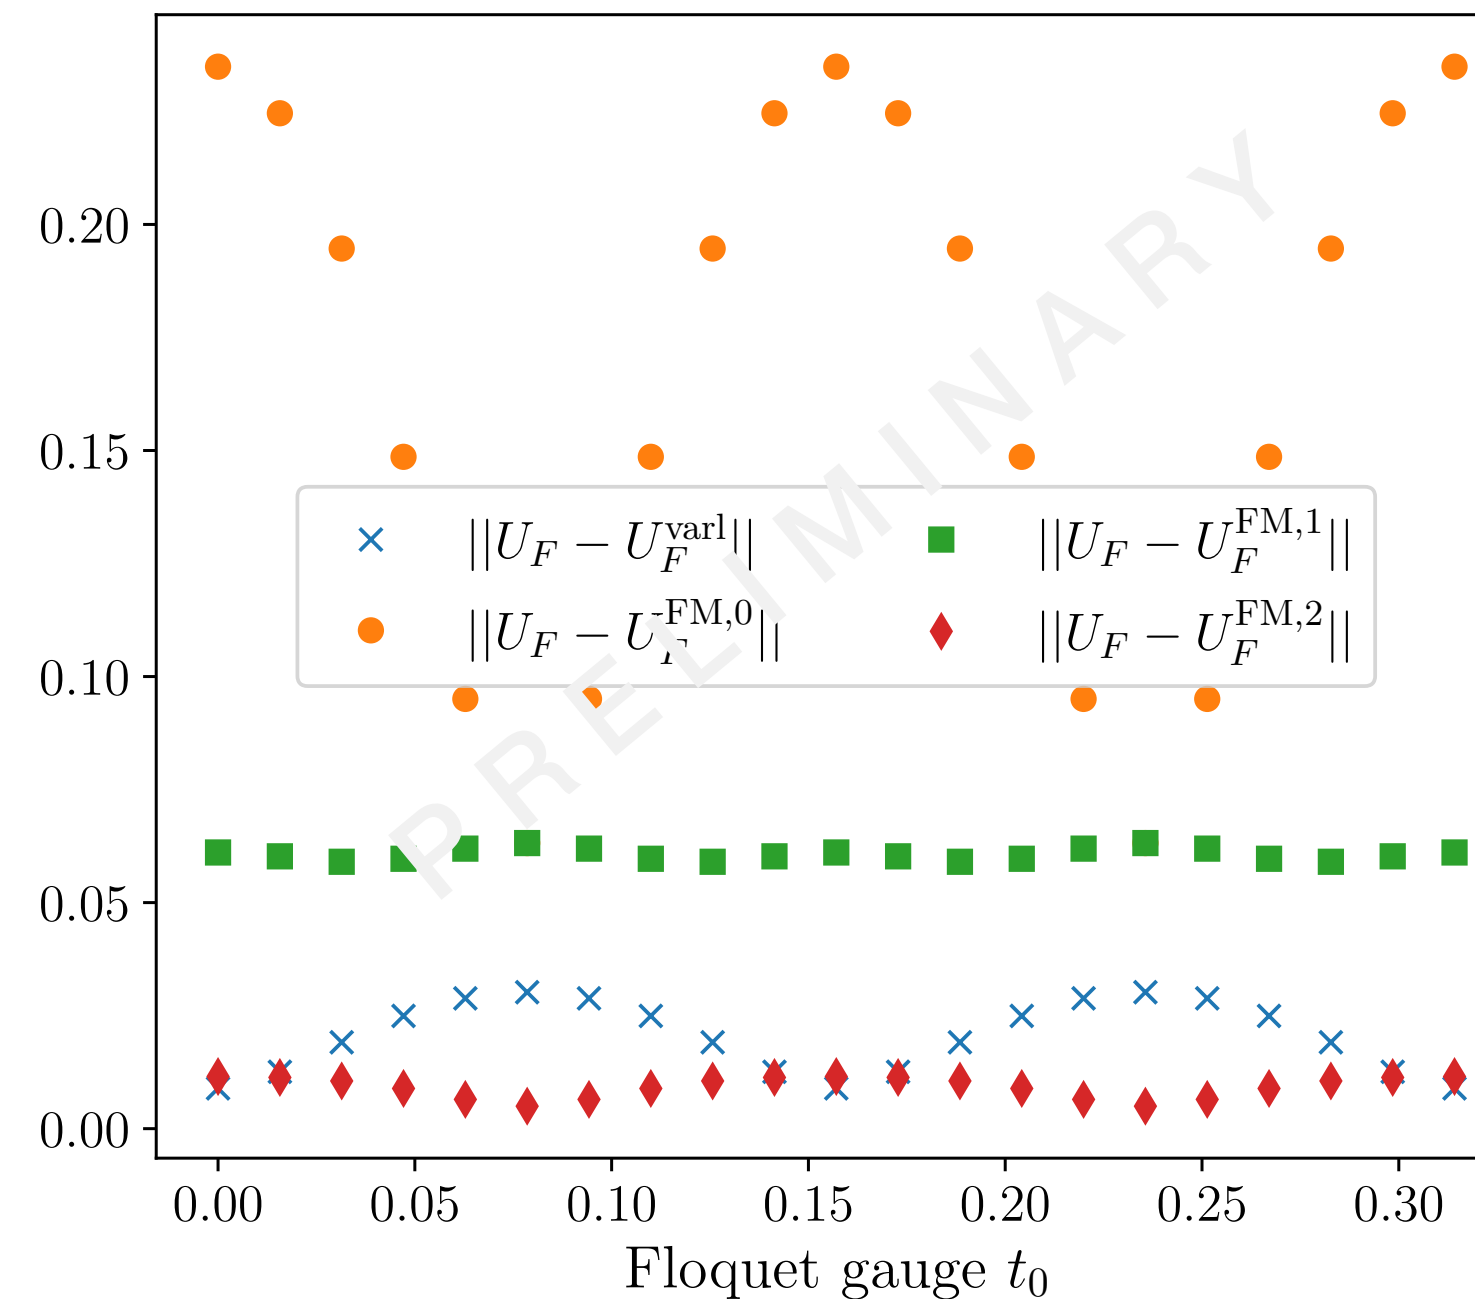 0.20
0.15
0.10
0.05
0.00
||U_F − U_F^varl||
||U_F − U_F^FM,0||
||U_F − U_F^FM,1||
||U_F − U_F^FM,2||
PRELIMINARY
0.00 0.05 0.10 0.15 0.20 0.25 0.30
Floquet gauge t₀